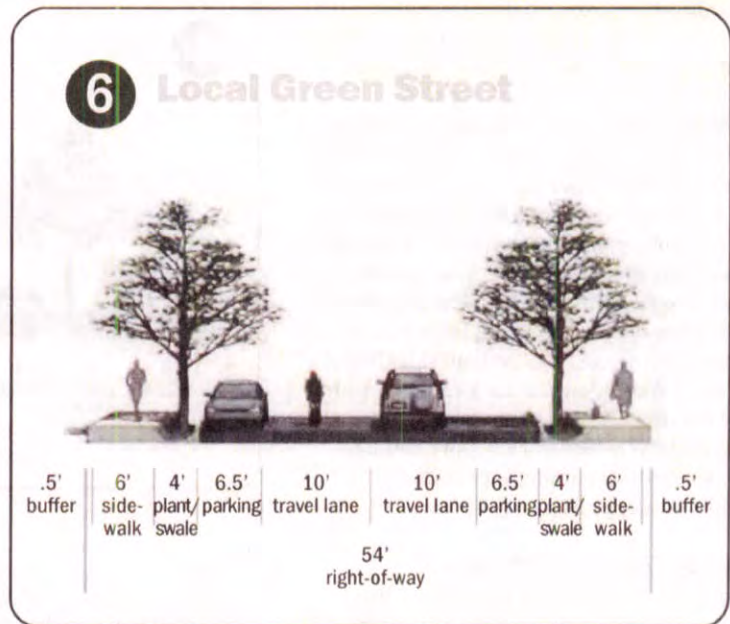 6 Local Green Street
.5' 6' 4' 6.5' 10' 10' 6.5' 4' 6' .5'
buffer side- plant/ parking travel lane travel lane parking plant/ side- buffer
walk swale swale walk
54'
right-of-way